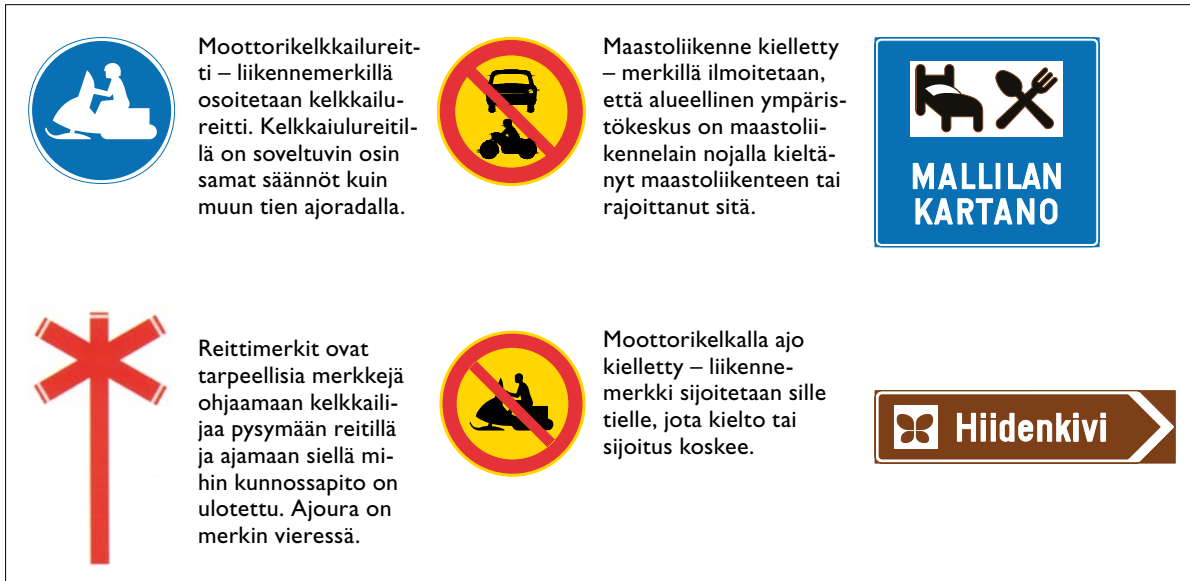 Moottorikelkkailureit-
ti – liikennemerkillä
osoitetaan kelkkailu-
reitti. Kelkkaiulureitil-
lä on soveltuvin osin
samat säännöt kuin
muun tien ajoradalla.
Maastoliikenne kielletty
– merkillä ilmoitetaan,
että alueellinen ympäris-
tökeskus on maastolii-
kennelain nojalla kieltä-
nyt maastoliikenteen tai
rajoittanut sitä.
MALLILAN
KARTANO
Reittimerkit ovat
tarpeellisia merkkejä
ohjaamaan kelkkaili-
jaa pysymään reitillä
ja ajamaan siellä mi-
hin kunnossapito on
ulotettu. Ajoura on
merkin vieressä.
Moottorikelkalla ajo
kielletty – liikenne-
merkki sijoitetaan sille
tielle, jota kielto tai
sijoitus koskee.
Hiidenkivi